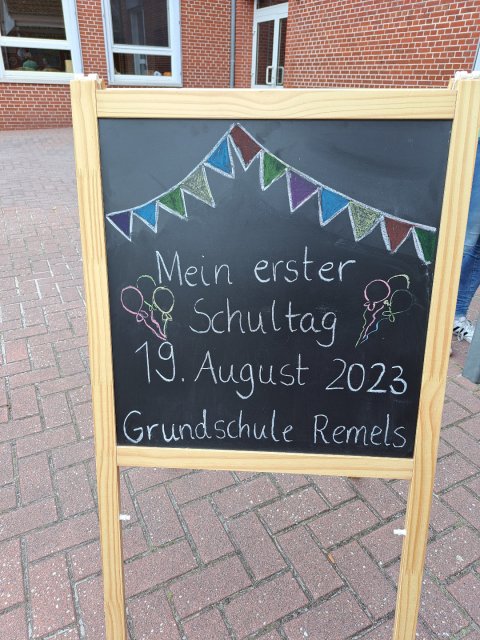 Mein erster
Schultag
19. August 2023
Grundschule Remels